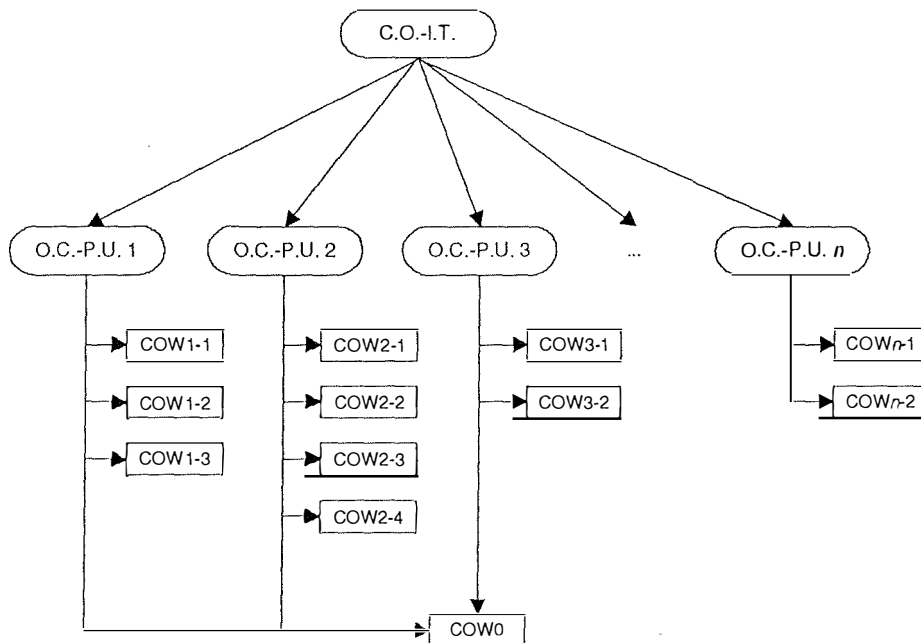 C.O.-I.T.
O.C.-P.U. 1
O.C.-P.U. 2
O.C.-P.U. 3
...
O.C.-P.U. n
COW1-1
COW2-1
COW3-1
COWn-1
COW1-2
COW2-2
COW3-2
COWn-2
COW1-3
COW2-3
COW2-4
COW0